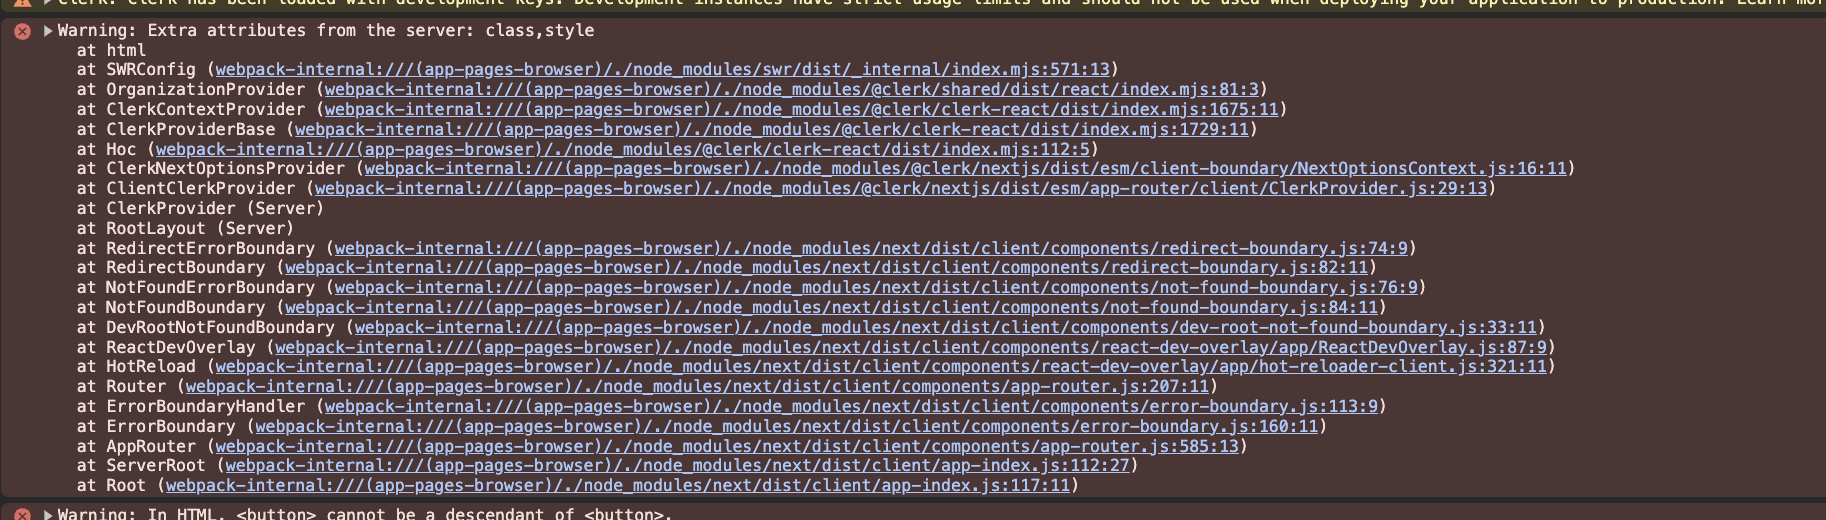 Clerk: Clerk has been loaded with development keys. Development instances have strict usage limits and should not be used when deploying your application to production. Learn mor
Warning: Extra attributes from the server: class,style
at html
at SWRConfig (webpack-internal:///(app-pages-browser)/./node_modules/swr/dist/_internal/index.mjs:571:13)
at OrganizationProvider (webpack-internal:///(app-pages-browser)/./node_modules/@clerk/shared/dist/react/index.mjs:81:3)
at ClerkContextProvider (webpack-internal:///(app-pages-browser)/./node_modules/@clerk/clerk-react/dist/index.mjs:1675:11)
at ClerkProviderBase (webpack-internal:///(app-pages-browser)/./node_modules/@clerk/clerk-react/dist/index.mjs:1729:11)
at Hoc (webpack-internal:///(app-pages-browser)/./node_modules/@clerk/clerk-react/dist/index.mjs:112:5)
at ClerkNextOptionsProvider (webpack-internal:///(app-pages-browser)/./node_modules/@clerk/nextjs/dist/esm/client-boundary/NextOptionsContext.js:16:11)
at ClientClerkProvider (webpack-internal:///(app-pages-browser)/./node_modules/@clerk/nextjs/dist/esm/app-router/client/ClerkProvider.js:29:13)
at ClerkProvider (Server)
at RootLayout (Server)
at RedirectErrorBoundary (webpack-internal:///(app-pages-browser)/./node_modules/next/dist/client/components/redirect-boundary.js:74:9)
at RedirectBoundary (webpack-internal:///(app-pages-browser)/./node_modules/next/dist/client/components/redirect-boundary.js:82:11)
at NotFoundErrorBoundary (webpack-internal:///(app-pages-browser)/./node_modules/next/dist/client/components/not-found-boundary.js:76:9)
at NotFoundBoundary (webpack-internal:///(app-pages-browser)/./node_modules/next/dist/client/components/not-found-boundary.js:84:11)
at DevRootNotFoundBoundary (webpack-internal:///(app-pages-browser)/./node_modules/next/dist/client/components/dev-root-not-found-boundary.js:33:11)
at ReactDevOverlay (webpack-internal:///(app-pages-browser)/./node_modules/next/dist/client/components/react-dev-overlay/app/ReactDevOverlay.js:87:9)
at HotReload (webpack-internal:///(app-pages-browser)/./node_modules/next/dist/client/components/react-dev-overlay/app/hot-reloader-client.js:321:11)
at Router (webpack-internal:///(app-pages-browser)/./node_modules/next/dist/client/components/app-router.js:207:11)
at ErrorBoundaryHandler (webpack-internal:///(app-pages-browser)/./node_modules/next/dist/client/components/error-boundary.js:113:9)
at ErrorBoundary (webpack-internal:///(app-pages-browser)/./node_modules/next/dist/client/components/error-boundary.js:160:11)
at AppRouter (webpack-internal:///(app-pages-browser)/./node_modules/next/dist/client/components/app-router.js:585:13)
at ServerRoot (webpack-internal:///(app-pages-browser)/./node_modules/next/dist/client/app-index.js:112:27)
at Root (webpack-internal:///(app-pages-browser)/./node_modules/next/dist/client/app-index.js:117:11)
Warning: In HTML, <button> cannot be a descendant of <button>.